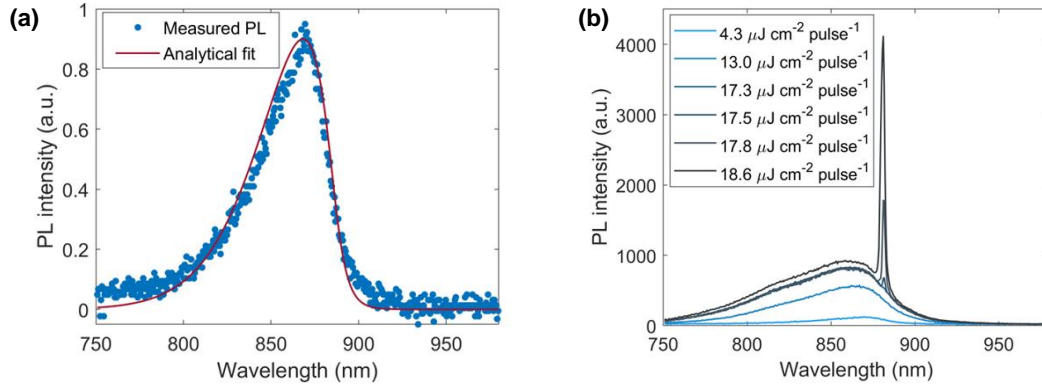 (a)
Measured PL
Analytical fit
PL intensity (a.u.)
1
0.8
0.6
0.4
0.2
0
750 800 850 900 950
Wavelength (nm)
(b)
4.3 μJ cm⁻² pulse⁻¹
13.0 μJ cm⁻² pulse⁻¹
17.3 μJ cm⁻² pulse⁻¹
17.5 μJ cm⁻² pulse⁻¹
17.8 μJ cm⁻² pulse⁻¹
18.6 μJ cm⁻² pulse⁻¹
PL intensity (a.u.)
4000
3000
2000
1000
0
750 800 850 900 950
Wavelength (nm)